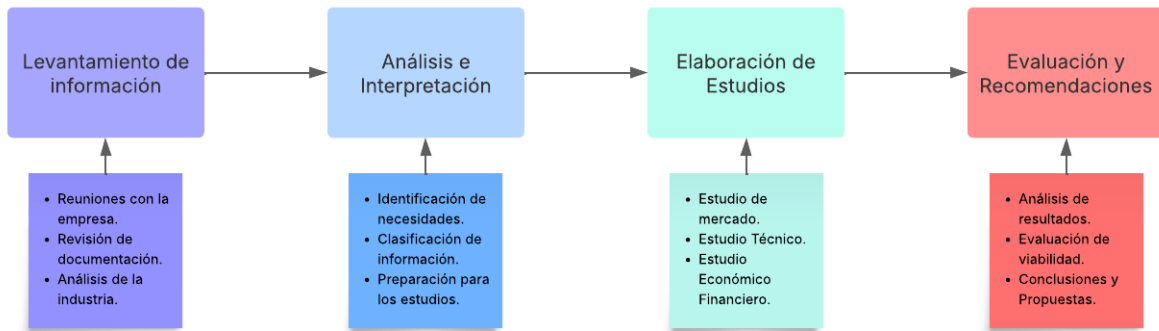 Levantamiento de
información
Análisis e
Interpretación
Elaboración de
Estudios
Evaluación y
Recomendaciones
• Reuniones con la
empresa.
• Revisión de
documentación.
• Análisis de la
industria.
• Identificación de
necesidades.
• Clasificación de
información.
• Preparación para
los estudios.
• Estudio de
mercado.
• Estudio Técnico.
• Estudio
Económico
Financiero.
• Análisis de
resultados.
• Evaluación de
viabilidad.
• Conclusiones y
Propuestas.